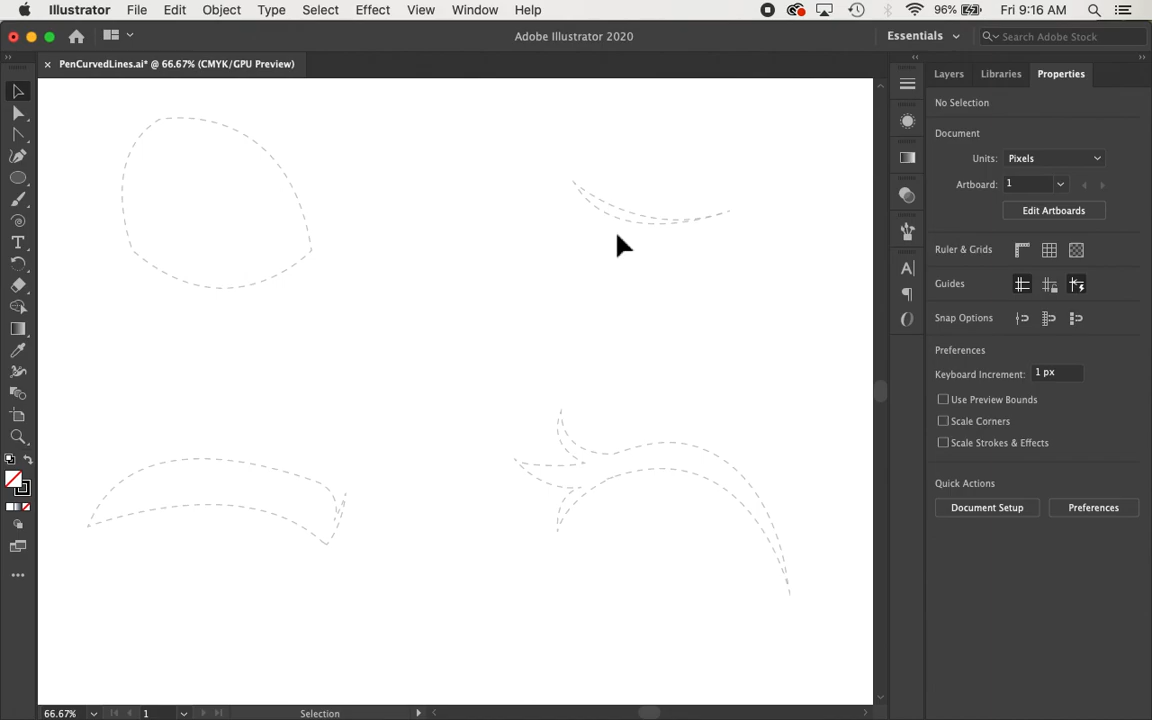 Illustrator File Edit Object Type Select Effect View Window Help 96% Fri 9:16 AM
Adobe Illustrator 2020 Essentials Search Adobe Stock
PenCurvedLines.ai* @ 66.67% (CMYK/GPU Preview)
Layers Libraries Properties
No Selection
Document
Units: Pixels
Artboard: 1
Edit Artboards
Ruler & Grids
Guides
Snap Options
Preferences
Keyboard Increment: 1 px
Use Preview Bounds
Scale Corners
Scale Strokes & Effects
Quick Actions
Document Setup Preferences
66.67% 1 Selection